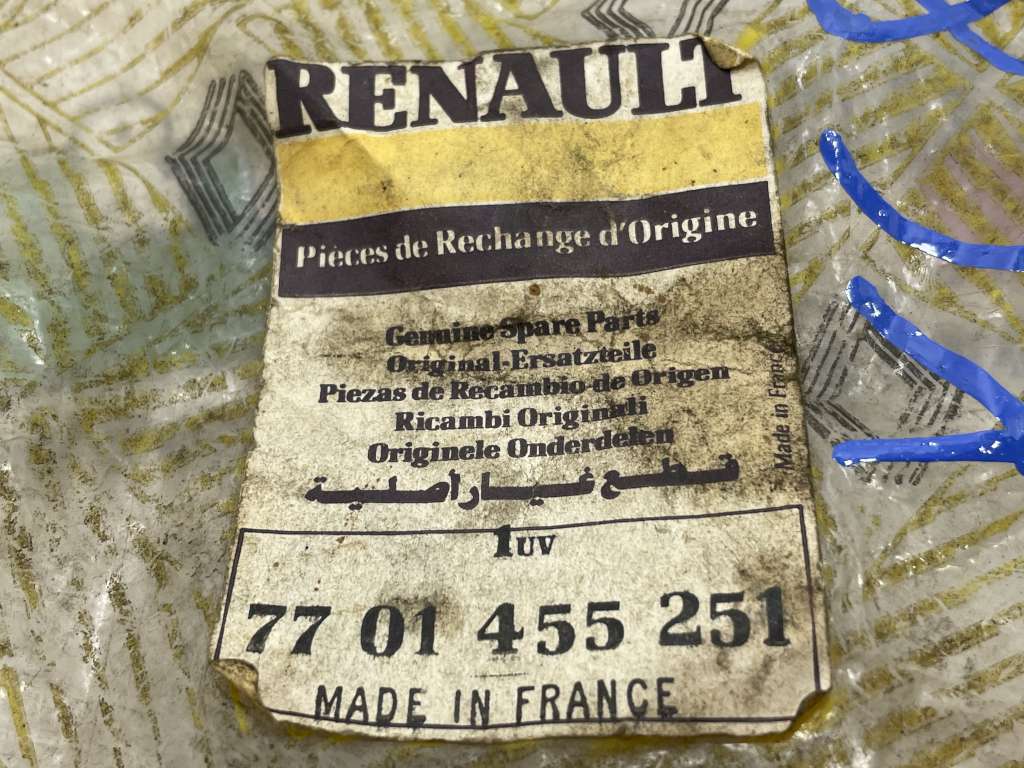 RENAULT
Pièces de Rechange d'Origine
Genuine Spare Parts
Original-Ersatzteile
Piezas de Recambio de Origen
Ricambi Originali
Originele Onderdelen
قطع غيار أصلية
Made in France
1UV
77 01 455 251
MADE IN FRANCE